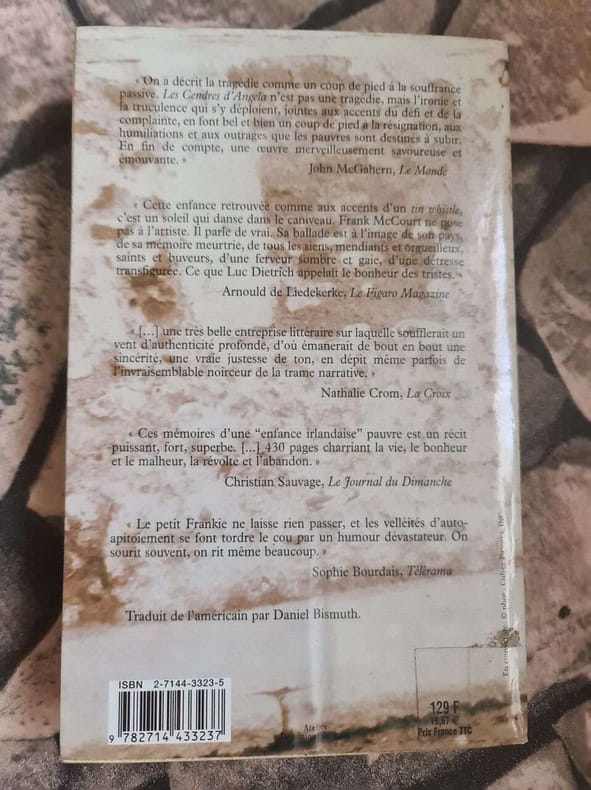 « On a décrit la tragédie comme un coup de pied à la souffrance
passive. Les Cendres d'Angela n'est pas une tragédie, mais l'ironie et
la truculence qui s'y déploient, jointes aux accents du défi et de la
complainte, en font bel et bien un coup de pied à la résignation, aux
humiliations et aux outrages que les pauvres sont destinés à subir.
En fin de compte, une œuvre merveilleusement savoureuse et
émouvante. »
John McGahern, Le Monde
« Cette enfance retrouvée comme aux accents d'un tin whistle,
c'est un soleil qui danse dans le caniveau. Frank McCourt ne pose
pas à l'artiste. Il parle de vrai. Sa ballade est à l'image de son pays,
de sa mémoire meurtrie, de tous les siens, mendiants et orgueilleux,
saints et buveurs, d'une ferveur sombre et gaie, d'une détresse
transfigurée. Ce que Luc Dietrich appelait le bonheur des tristes. »
Arnould de Liedekerke, Le Figaro Magazine
« [...] une très belle entreprise littéraire sur laquelle soufflerait un
vent d'authenticité profonde, d'où émanerait de bout en bout une
sincérité, une vraie justesse de ton, en dépit même parfois de
l'invraisemblable noirceur de la trame narrative. »
Nathalie Crom, La Croix
« Ces mémoires d'une "enfance irlandaise" pauvre est un récit
puissant, fort, superbe. [...] 430 pages charriant la vie, le bonheur
et le malheur, la révolte et l'abandon. »
Christian Sauvage, Le Journal du Dimanche
« Le petit Frankie ne laisse rien passer, et les velléités d'auto-
apitoiement se font tordre le cou par un humour dévastateur. On
sourit souvent, on rit même beaucoup. »
Sophie Bourdais, Télérama
Traduit de l'américain par Daniel Bismuth.
ISBN 2-7144-3323-5
9 782714 433237
Atelier
129 F
19,67 €
Prix France TTC
En couverture : © photo Culver Pictures, INC.